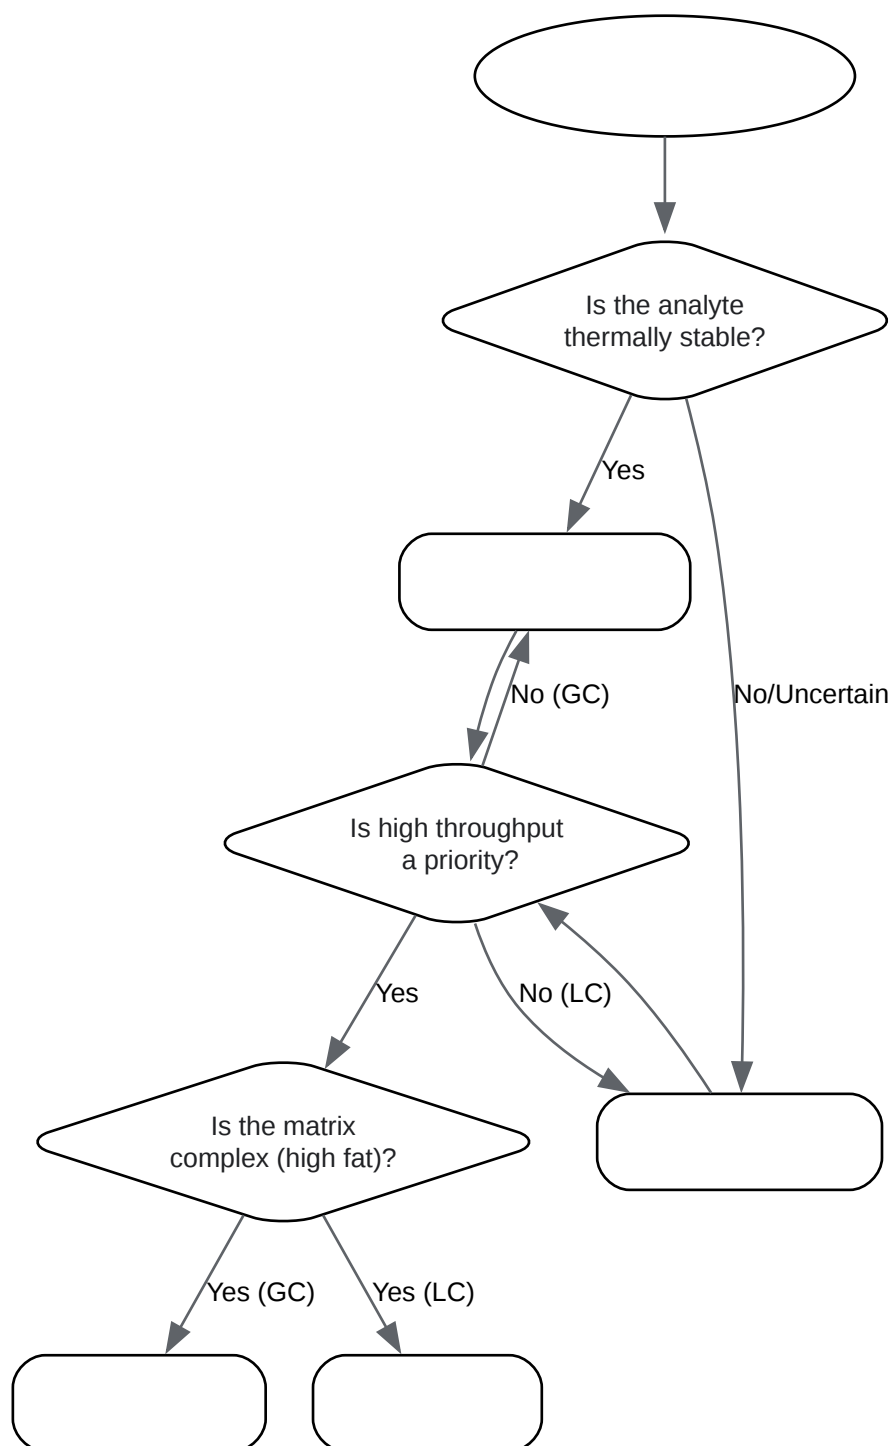 Is the analyte
thermally stable?
Yes
No (GC)
No/Uncertain
Is high throughput
a priority?
Yes
No (LC)
Is the matrix
complex (high fat)?
Yes (GC)
Yes (LC)